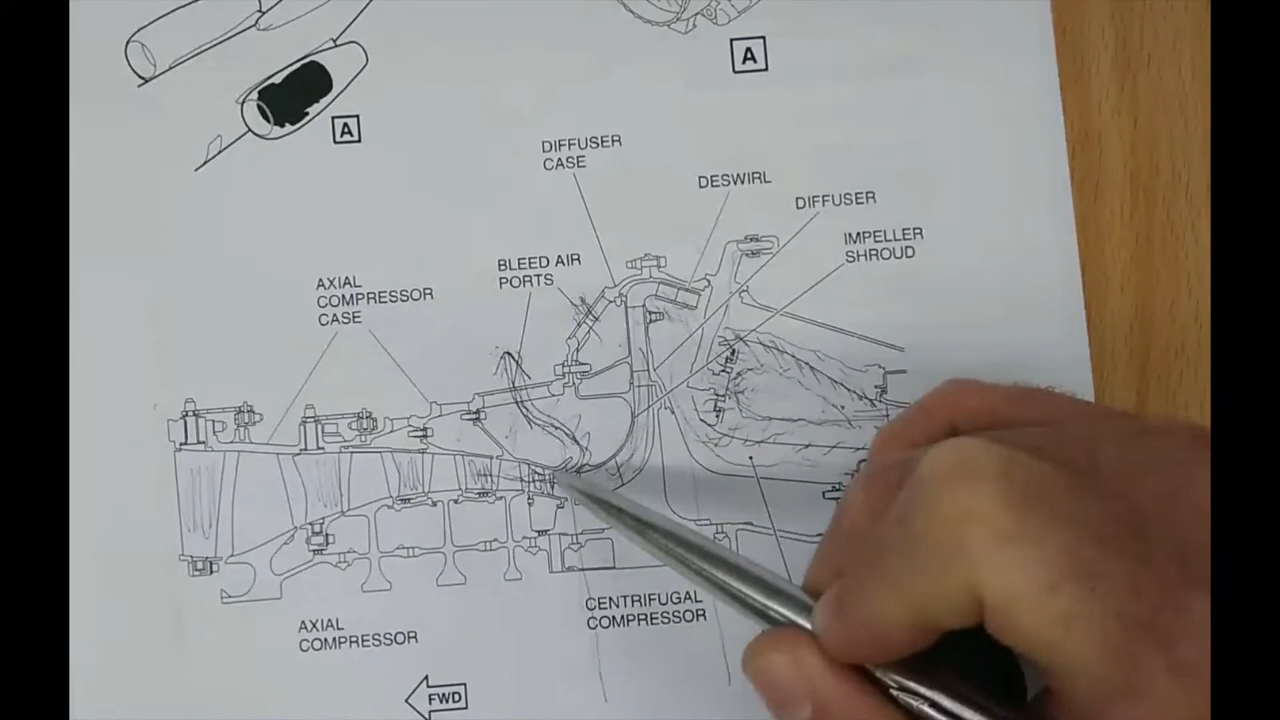 A
A
DIFFUSER
CASE
DESWIRL
DIFFUSER
IMPELLER
SHROUD
BLEED AIR
PORTS
AXIAL
COMPRESSOR
CASE
CENTRIFUGAL
COMPRESSOR
AXIAL
COMPRESSOR
FWD